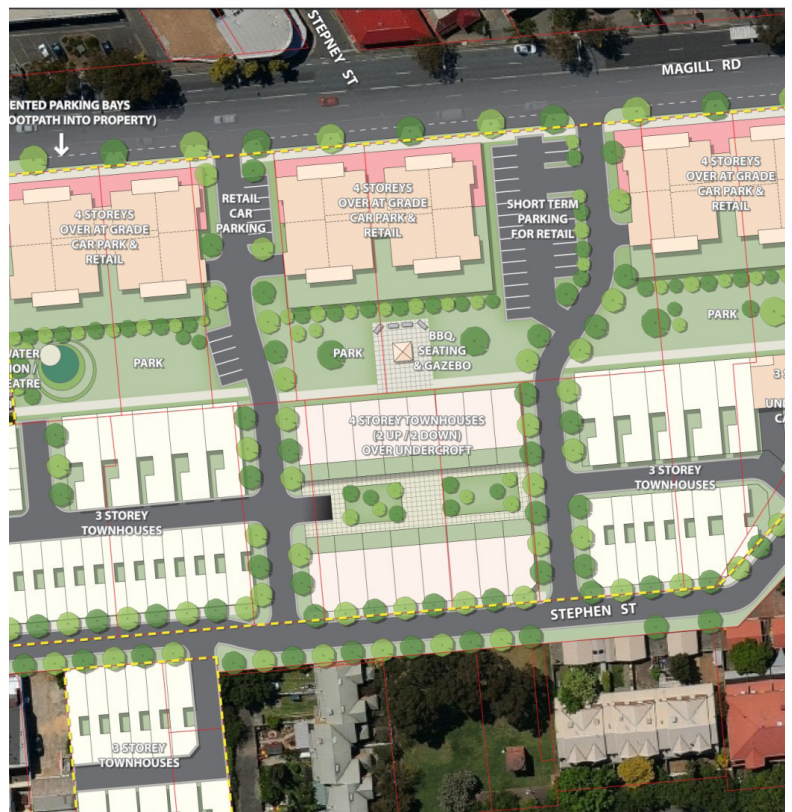 STEPNEY ST
MAGILL RD
ENTED PARKING BAYS
OOTPATH INTO PROPERTY)
4 STOREYS
OVER AT GRADE
CAR PARK &
RETAIL
RETAIL
CAR
PARKING
4 STOREYS
OVER AT GRADE
CAR PARK &
RETAIL
SHORT TERM
PARKING
FOR RETAIL
4 STOREYS
OVER AT GRADE
CAR PARK &
RETAIL
WATER
ION /
EATRE
PARK
PARK
BBQ,
SEATING
& GAZEBO
PARK
3 S
UN
CA
4 STOREY TOWNHOUSES
(2 UP / 2 DOWN)
OVER UNDERCROFT
3 STOREY
TOWNHOUSES
3 STOREY
TOWNHOUSES
STEPHEN ST
3 STOREY
TOWNHOUSES